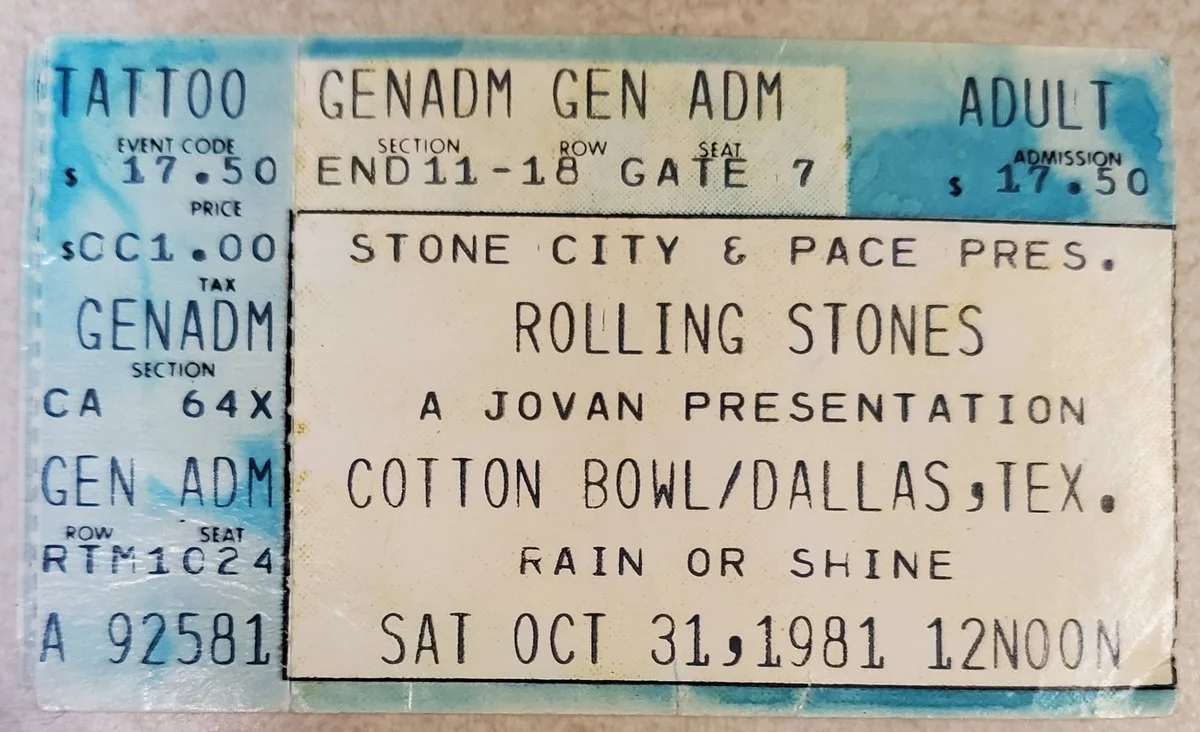 TATTOO
EVENT CODE
$ 17.50
PRICE
$CC1.00
TAX
GENADM
SECTION
CA 64X
GEN ADM
ROW SEAT
RTM1024
A 92581
GENADM GEN ADM ADULT
SECTION ROW SEAT ADMISSION
END11-18 GATE 7 $ 17.50
STONE CITY & PACE PRES.
ROLLING STONES
A JOVAN PRESENTATION
COTTON BOWL/DALLAS,TEX.
RAIN OR SHINE
SAT OCT 31,1981 12NOON